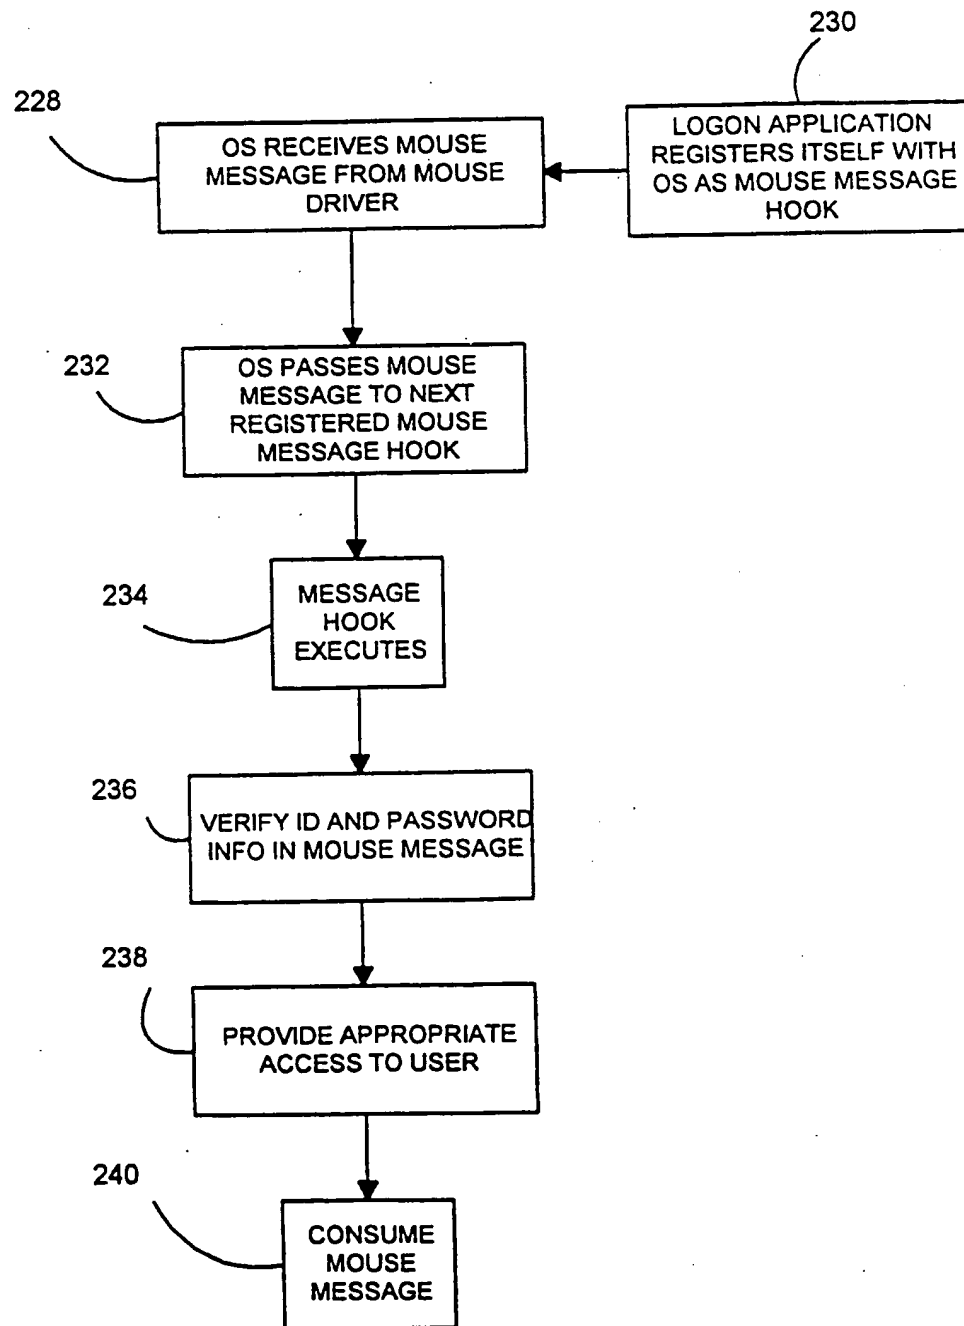 230
228
OS RECEIVES MOUSE
MESSAGE FROM MOUSE
DRIVER
LOGON APPLICATION
REGISTERS ITSELF WITH
OS AS MOUSE MESSAGE
HOOK
232
OS PASSES MOUSE
MESSAGE TO NEXT
REGISTERED MOUSE
MESSAGE HOOK
234
MESSAGE
HOOK
EXECUTES
236
VERIFY ID AND PASSWORD
INFO IN MOUSE MESSAGE
238
PROVIDE APPROPRIATE
ACCESS TO USER
240
CONSUME
MOUSE
MESSAGE